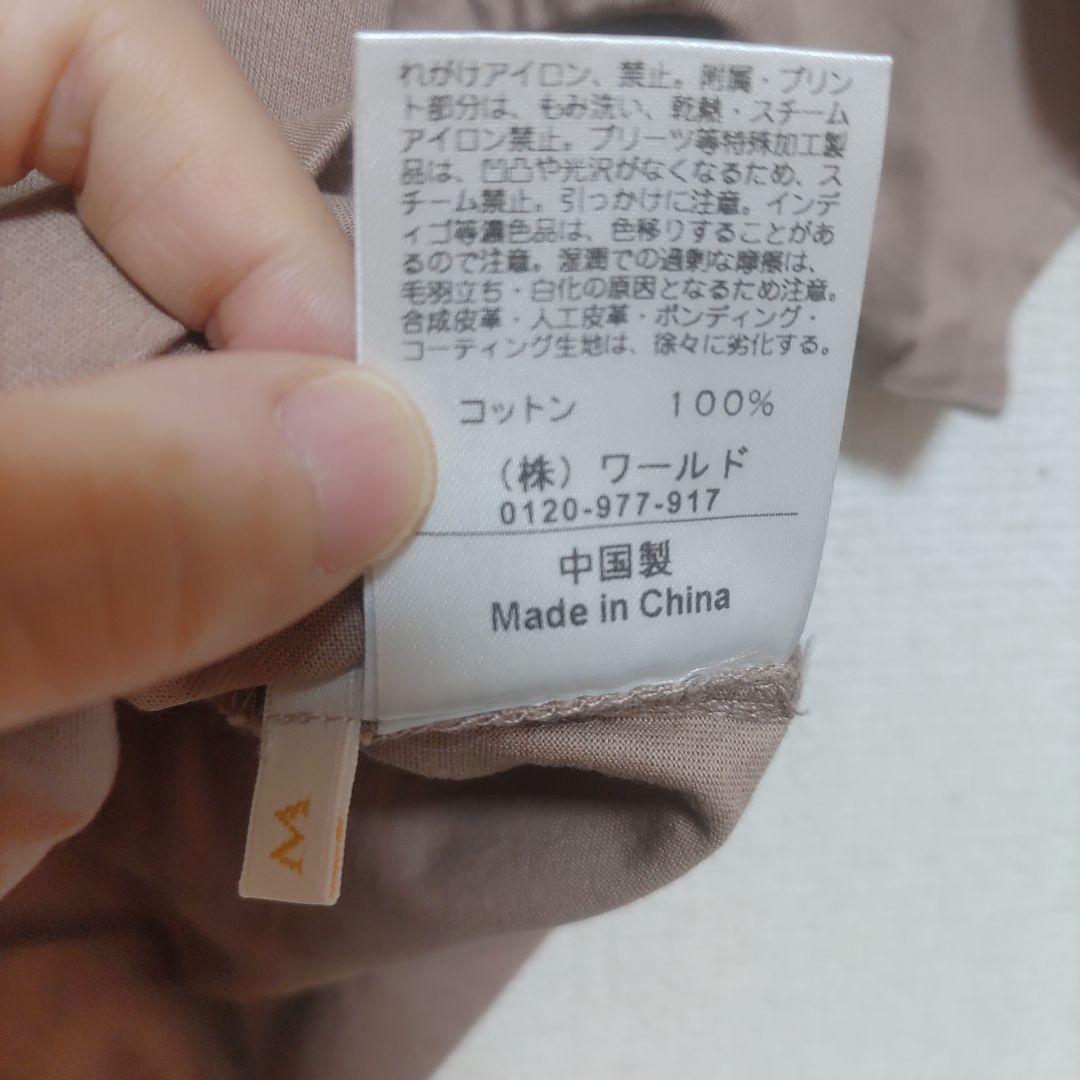 れがけアイロン、禁止。附属・プリン
ト部分は、もみ洗い、乾燥・スチーム
アイロン禁止。プリーツ等特殊加工製
品は、凹凸や光沢がなくなるため、ス
チーム禁止。引っかけに注意。インデ
ィゴ等濃色品は、色移りすることがあ
るので注意。湿潤での過剰な摩擦は、
毛羽立ち・白化の原因となるため注意。
合成皮革・人工皮革・ボンディング・
コーティング生地は、徐々に劣化する。
コットン 100%
(株)ワールド
0120-977-917
中国製
Made in China
M